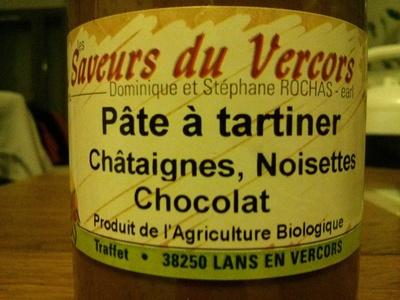 les
Saveurs du Vercors
Dominique et Stéphane ROCHAS - earl
Pâte à tartiner
Châtaignes, Noisettes
Chocolat
Produit de l'Agriculture Biologique
Traffet • 38250 LANS EN VERCORS